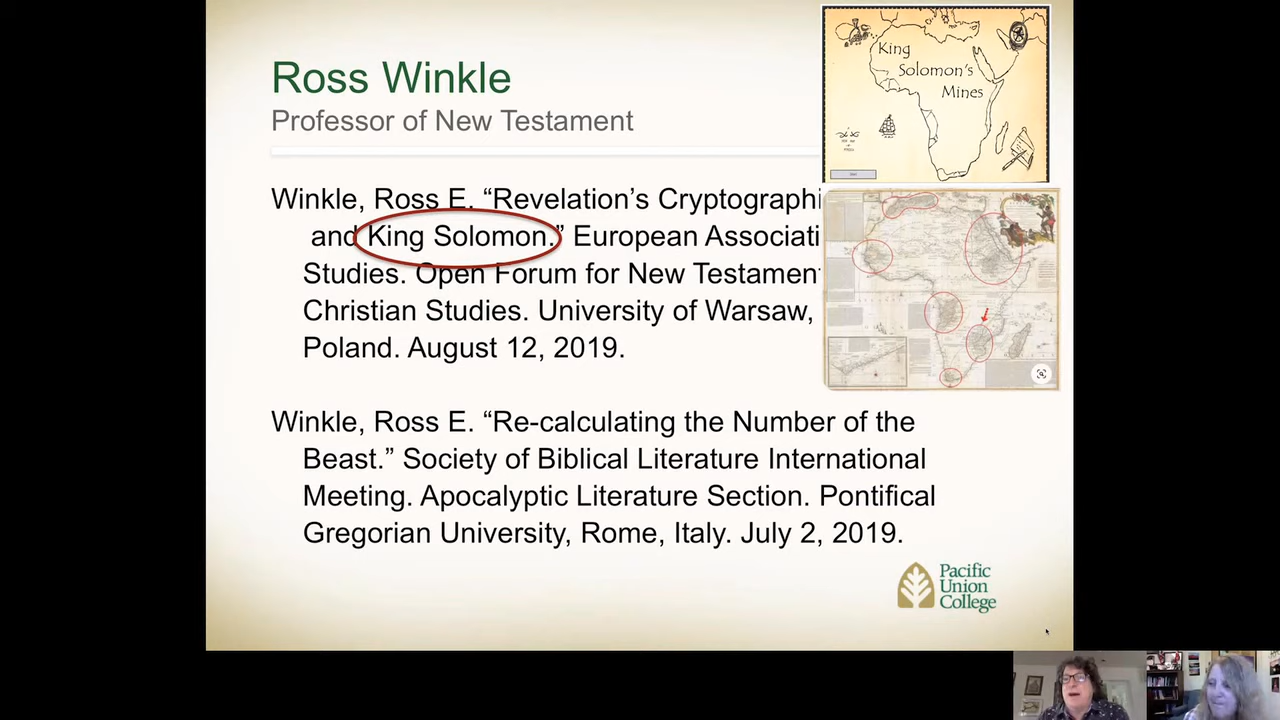 Ross Winkle
Professor of New Testament
Winkle, Ross E. “Revelation’s Cryptographi
and King Solomon.” European Associati
Studies. Open Forum for New Testament
Christian Studies. University of Warsaw,
Poland. August 12, 2019.
Winkle, Ross E. “Re-calculating the Number of the
Beast.” Society of Biblical Literature International
Meeting. Apocalyptic Literature Section. Pontifical
Gregorian University, Rome, Italy. July 2, 2019.
King
Solomon's
Mines
Pacific
Union
College